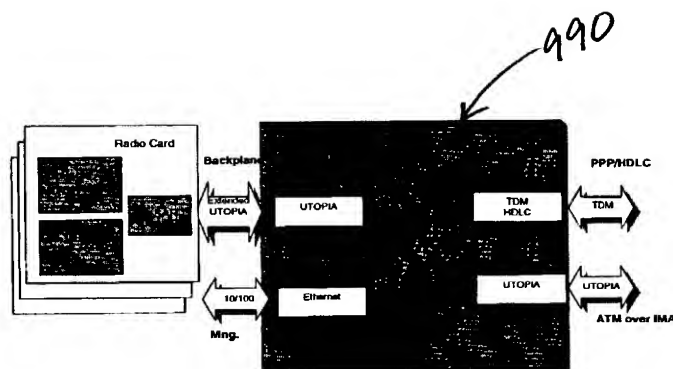 990
Radio Card
Backplane
PPP/HDLC
Extended
UTOPIA
UTOPIA
TDM
HDLC
TDM
10/100
Ethernet
UTOPIA
UTOPIA
Mng.
ATM over IMA